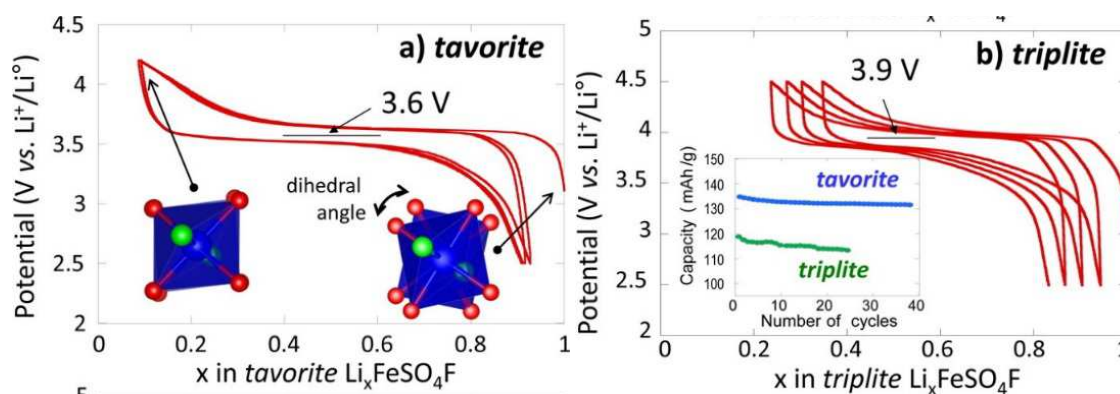 a) tavorite
Potential (V vs. Li⁺/Li°)
4
3.5
3
2.5
2
3.6 V
dihedral
angle
0
0.2
0.4
0.6
0.8
1
x in tavorite LiₓFeSO₄F
5
b) triplite
Potential (V vs. Li⁺/Li°)
5
4.5
4
3.5
3
2.5
2
3.9 V
Capacity (mAh/g)
150
140
130
120
110
100
tavorite
triplite
0
10
20
30
40
Number of cycles
0
0.2
0.4
0.6
0.8
x in triplite LiₓFeSO₄F